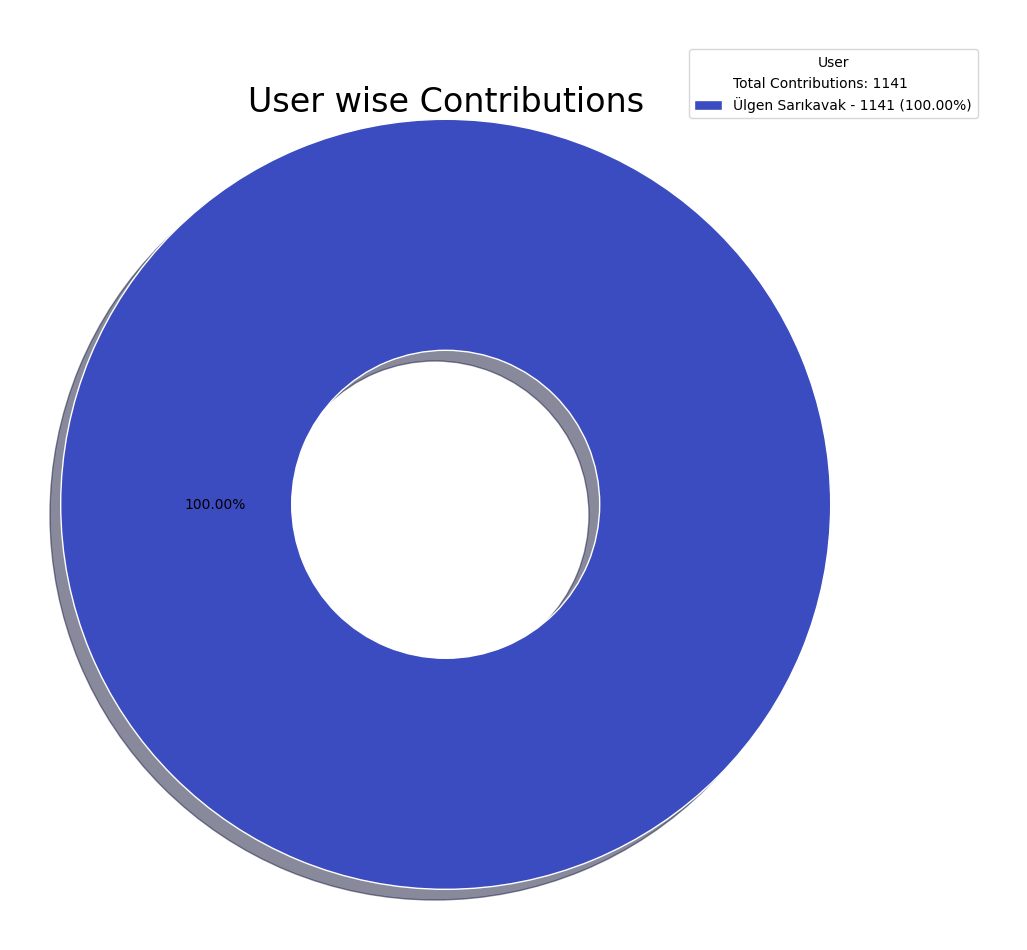 User wise Contributions
User
Total Contributions: 1141
Ülgen Sarıkavak - 1141 (100.00%)
100.00%